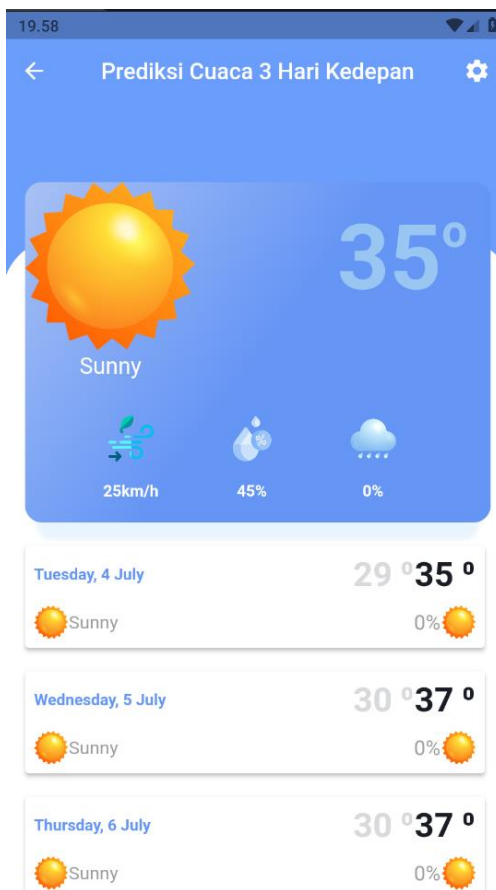 19.58
Prediksi Cuaca 3 Hari Kedepan
35°
Sunny
%
25km/h 45% 0%
Tuesday, 4 July 29 °35 °
Sunny 0%
Wednesday, 5 July 30 °37 °
Sunny 0%
Thursday, 6 July 30 °37 °
Sunny 0%